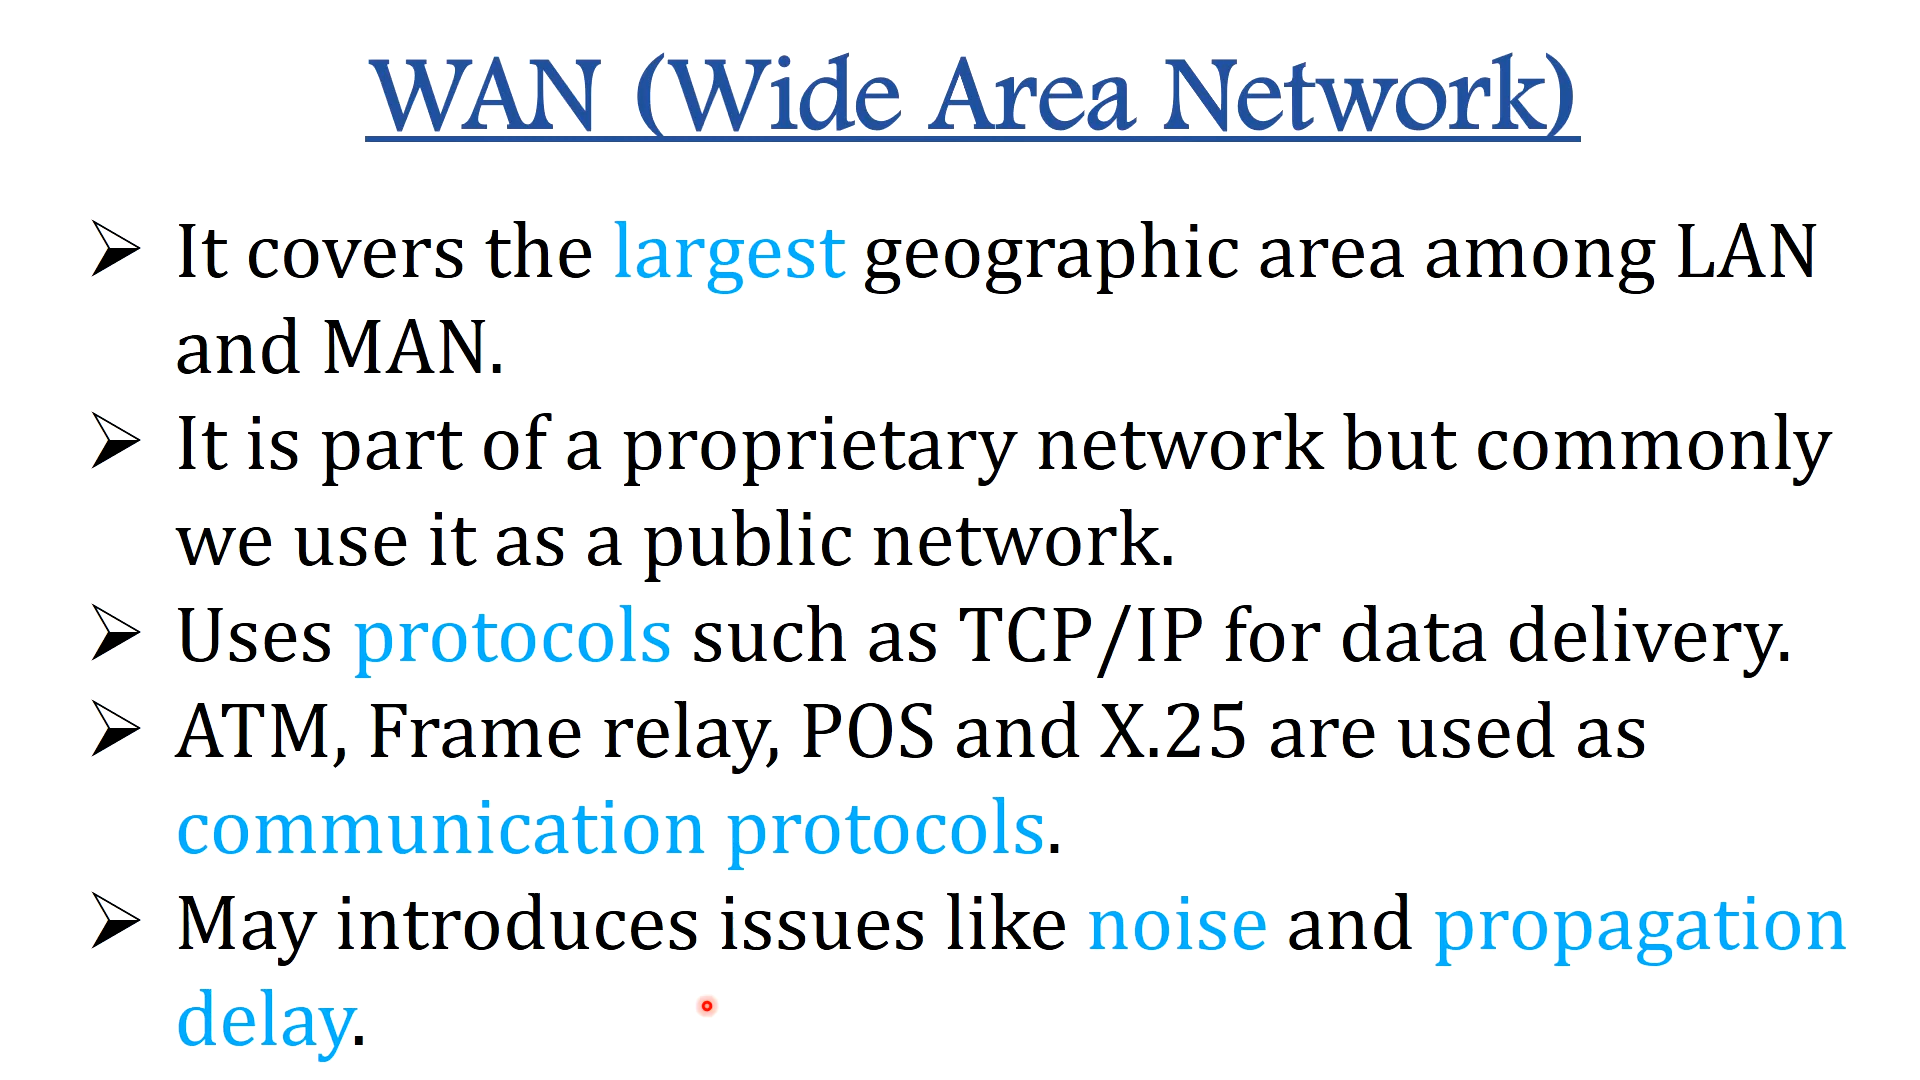 WAN (Wide Area Network)
It covers the largest geographic area among LAN
and MAN.
It is part of a proprietary network but commonly
we use it as a public network.
Uses protocols such as TCP/IP for data delivery.
ATM, Frame relay, POS and X.25 are used as
communication protocols.
May introduces issues like noise and propagation
delay.